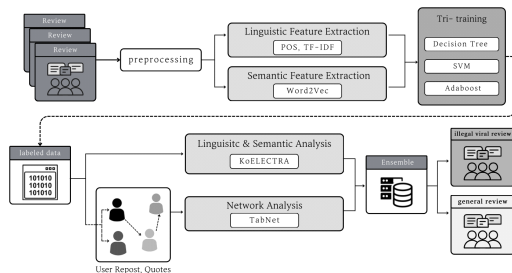 Review
Review
Review
preprocessing
Linguistic Feature Extraction
POS, TF-IDF
Semantic Feature Extraction
Word2Vec
Tri- training
Decision Tree
SVM
Adaboost
labeled data
101010
101010
101010
Linguisitc & Semantic Analysis
KoELECTRA
Network Analysis
TabNet
User Repost, Quotes
Ensemble
illegal viral review
general review